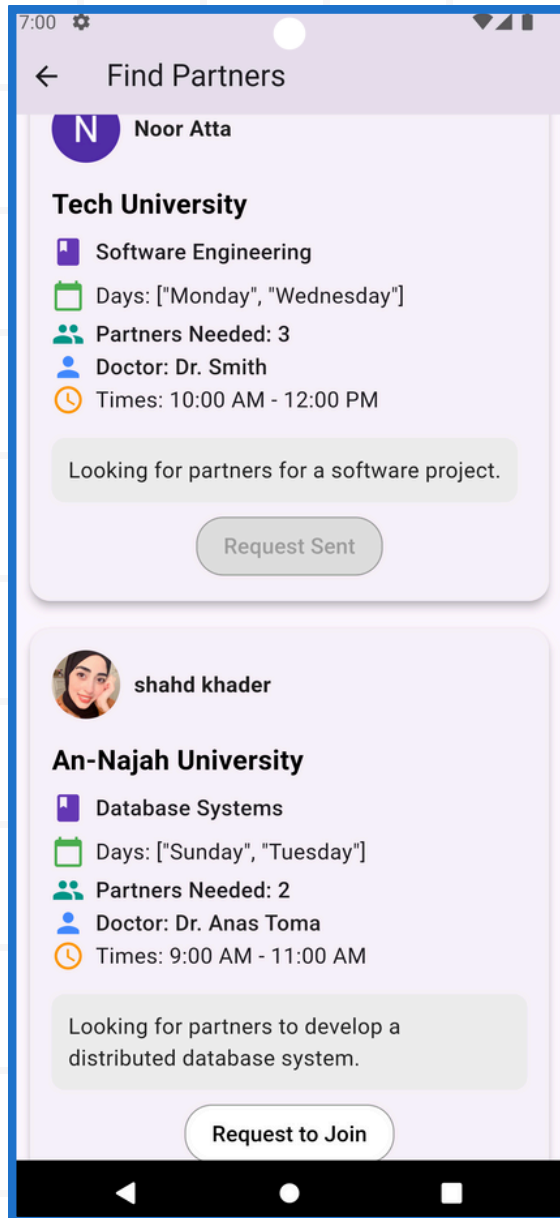 7:00
Find Partners
N
Noor Atta
Tech University
Software Engineering
Days: ["Monday", "Wednesday"]
Partners Needed: 3
Doctor: Dr. Smith
Times: 10:00 AM - 12:00 PM
Looking for partners for a software project.
Request Sent
shahd khader
An-Najah University
Database Systems
Days: ["Sunday", "Tuesday"]
Partners Needed: 2
Doctor: Dr. Anas Toma
Times: 9:00 AM - 11:00 AM
Looking for partners to develop a
distributed database system.
Request to Join